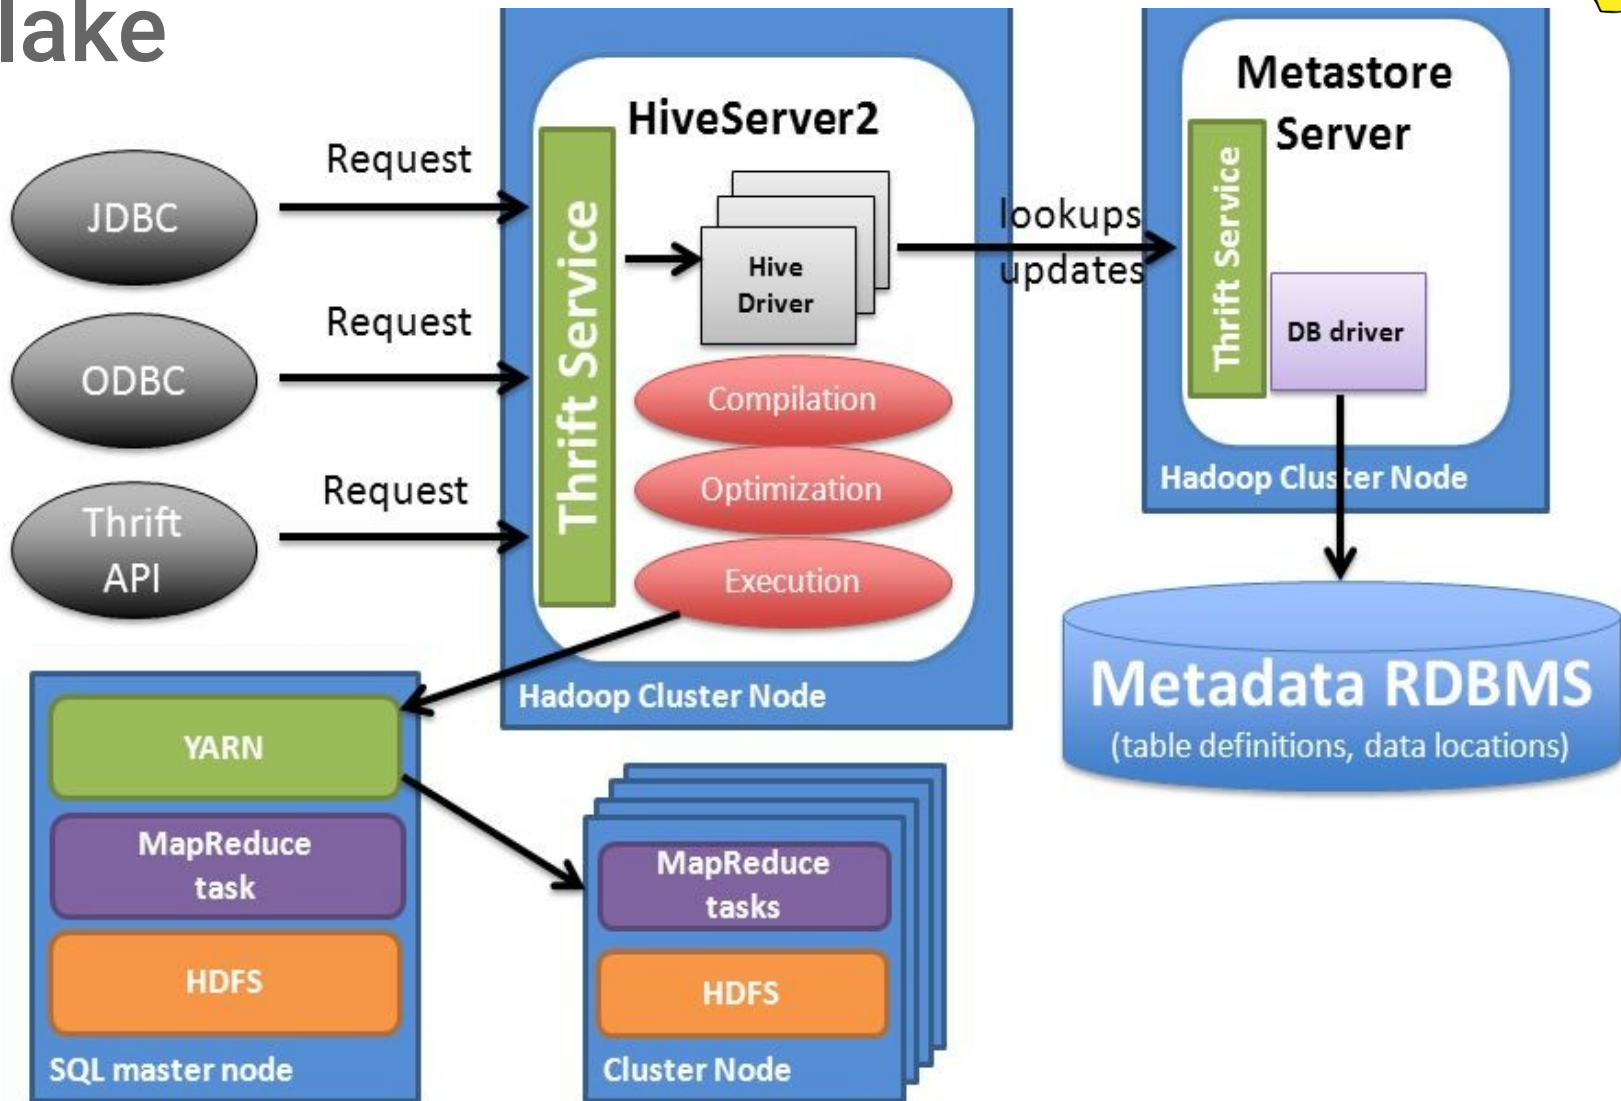 lake
HiveServer2
Metastore
Server
Request
JDBC
Thrift Service
Hive
Driver
lookups
updates
Thrift Service
DB driver
Request
ODBC
Compilation
Optimization
Execution
Request
Thrift
API
Hadoop Cluster Node
Hadoop Cluster Node
Metadata RDBMS
(table definitions, data locations)
YARN
MapReduce
task
HDFS
SQL master node
MapReduce
tasks
HDFS
Cluster Node